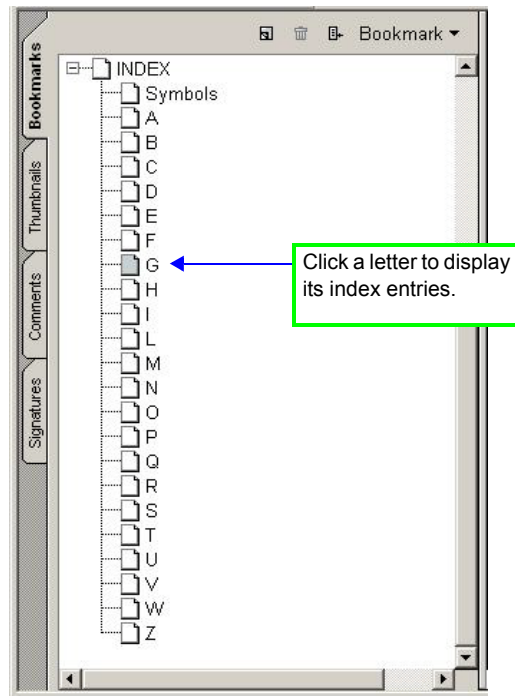 Bookmark
Bookmarks
Thumbnails
Comments
Signatures
INDEX
Symbols
A
B
C
D
E
F
G
Click a letter to display
its index entries.
H
I
L
M
N
O
P
Q
R
S
T
U
V
W
Z